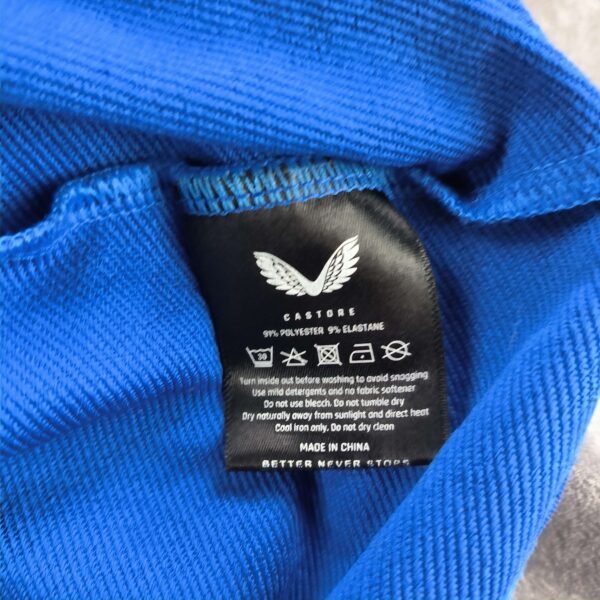 CASTORE
91% POLYESTER 9% ELASTANE
30
Turn inside out before washing to avoid snagging
Use mild detergents and no fabric softener
Do not use bleach. Do not tumble dry
Dry naturally away from sunlight and direct heat
Cool iron only. Do not dry clean
MADE IN CHINA
BETTER NEVER STOPS